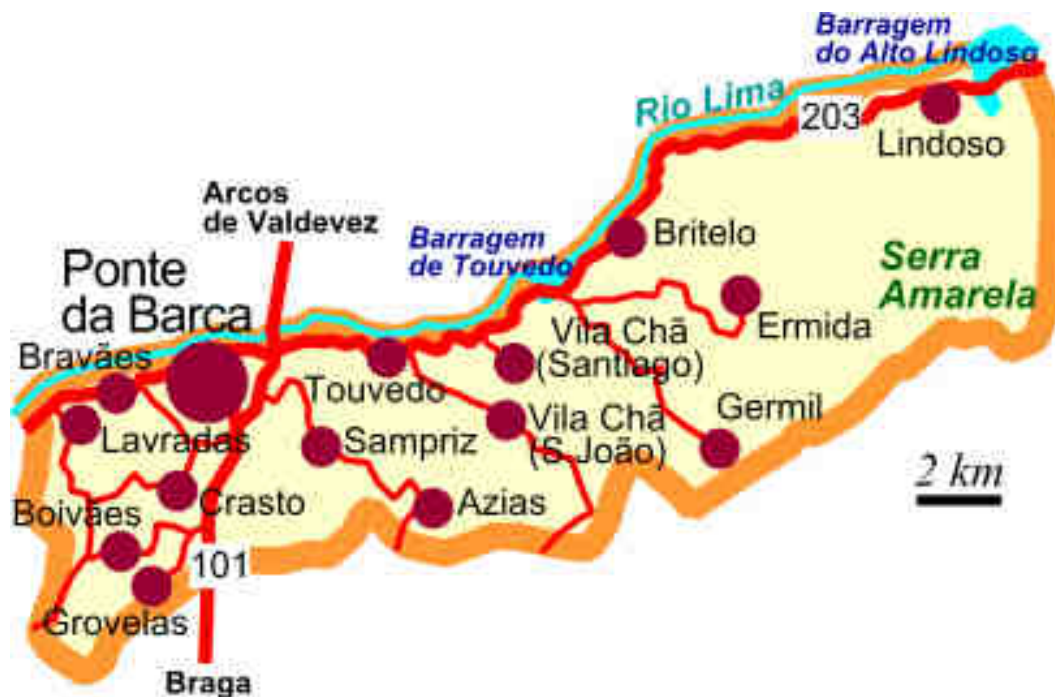 Barragem
do Alto Lindoso
Rio Lima
203
Lindoso
Arcos
de Valdevez
Barragem
de Touvedo
Britelo
Serra
Amarela
Ponte
da Barca
Ermida
Bravães
Vila Chã
(Santiago)
Touvedo
Germil
Lavradas
Sampriz
Vila Chã
(S.João)
2 km
Boivães
Crasto
Azias
101
Grovelas
Braga